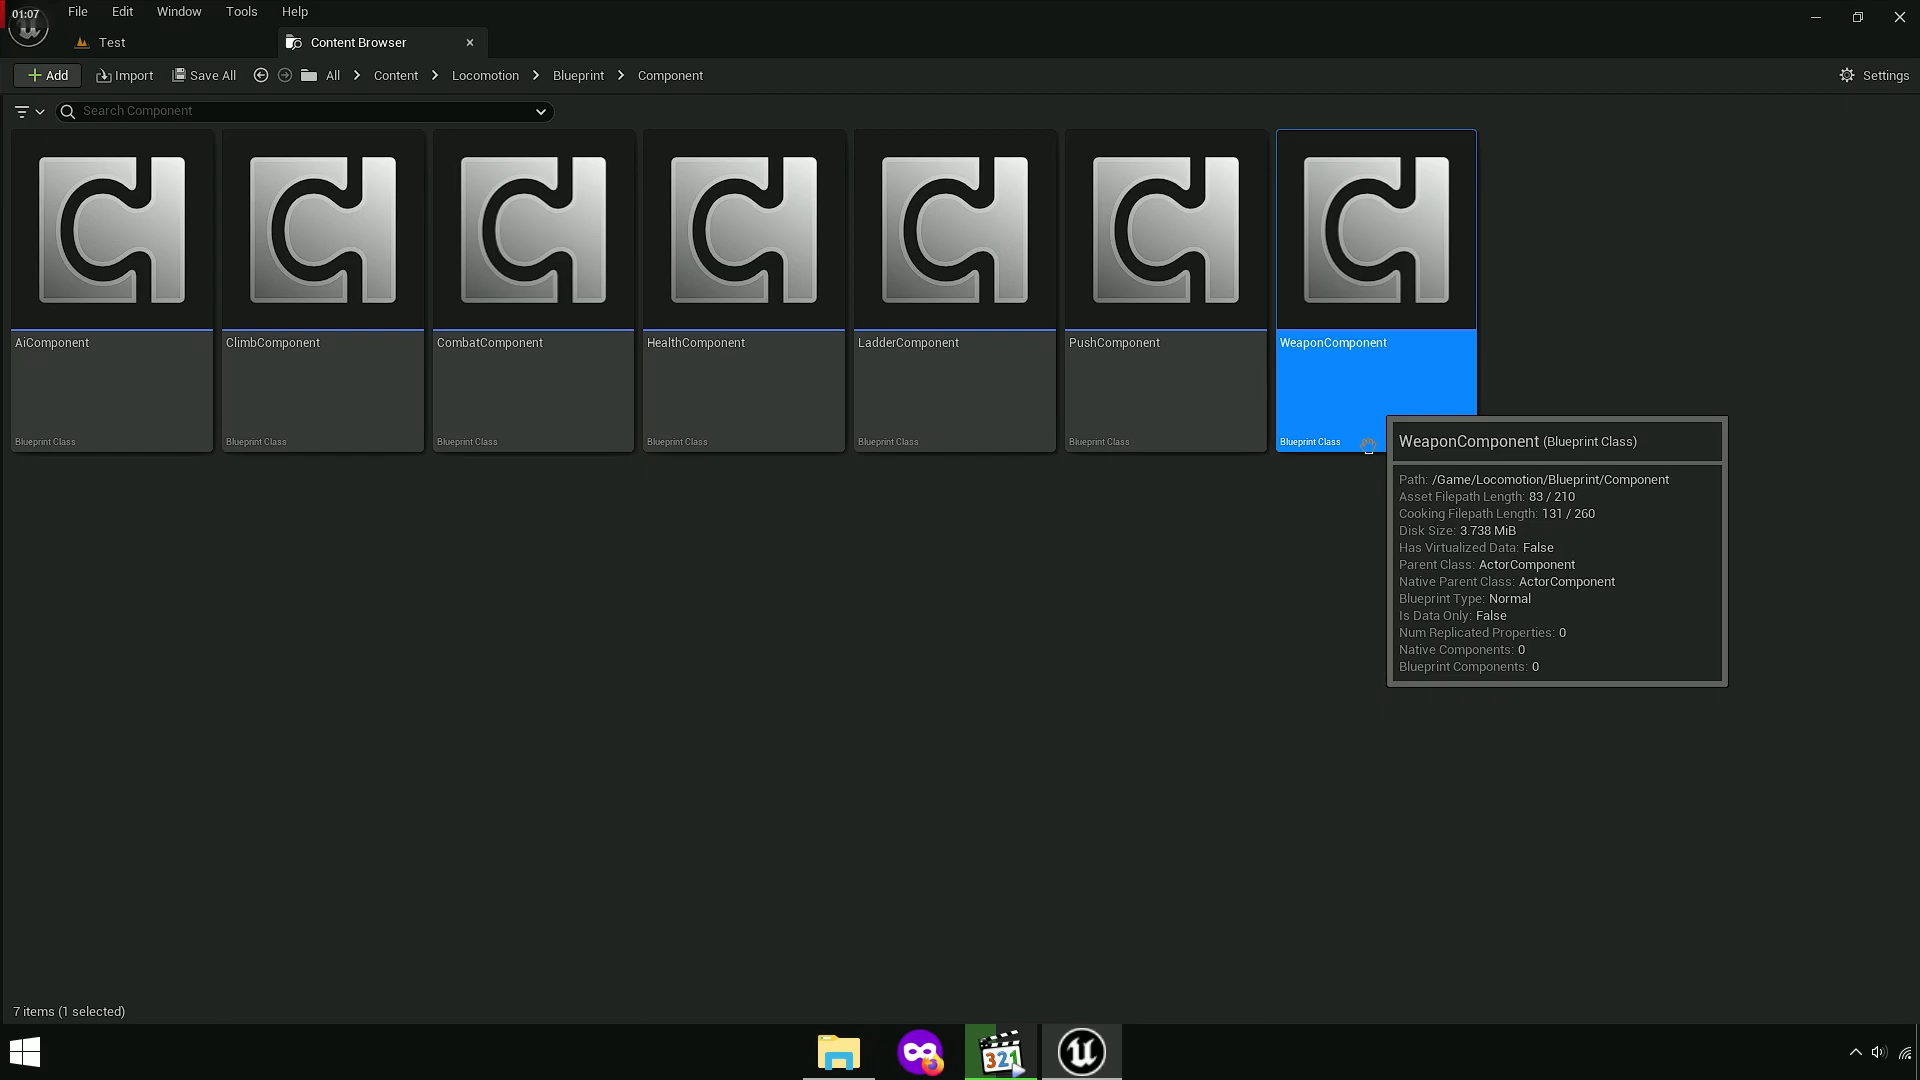 01:07
File Edit Window Tools Help
Test
Content Browser
Add Import Save All All Content Locomotion Blueprint Component Settings
Search Component
AiComponent
Blueprint Class
ClimbComponent
Blueprint Class
CombatComponent
Blueprint Class
HealthComponent
Blueprint Class
LadderComponent
Blueprint Class
PushComponent
Blueprint Class
WeaponComponent
Blueprint Class
WeaponComponent (Blueprint Class)
Path: /Game/Locomotion/Blueprint/Component
Asset Filepath Length: 83 / 210
Cooking Filepath Length: 131 / 260
Disk Size: 3.738 MiB
Has Virtualized Data: False
Parent Class: ActorComponent
Native Parent Class: ActorComponent
Blueprint Type: Normal
Is Data Only: False
Num Replicated Properties: 0
Native Components: 0
Blueprint Components: 0
7 items (1 selected)
321